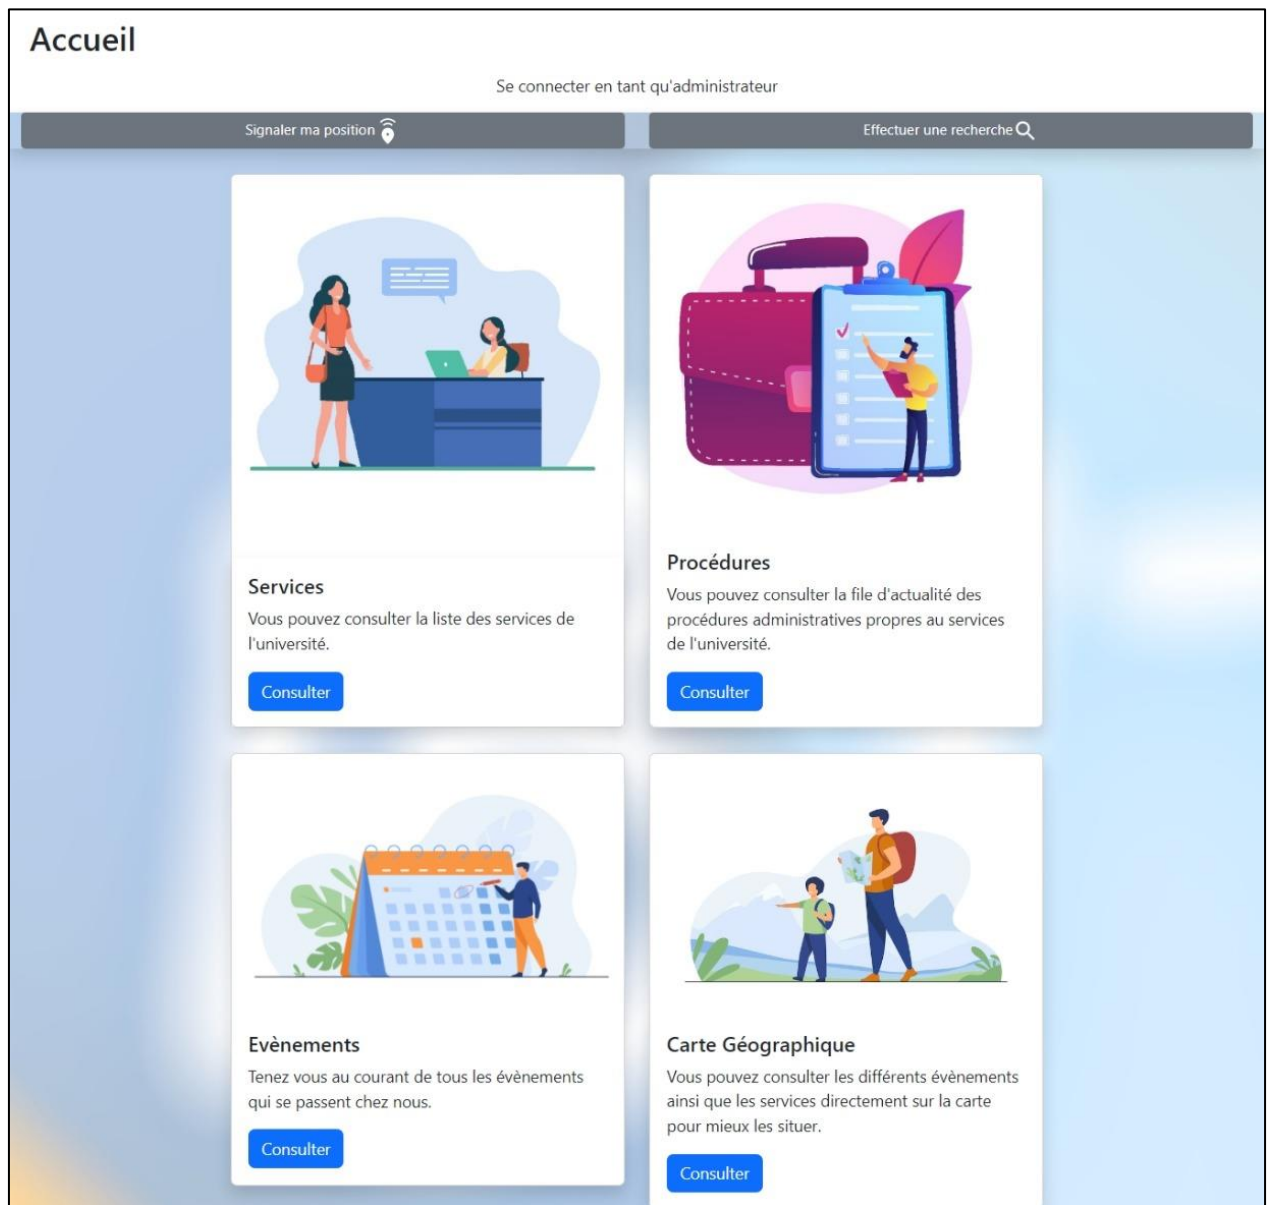 Accueil
Se connecter en tant qu'administrateur
Signaler ma position
Effectuer une recherche
Services
Vous pouvez consulter la liste des services de
l'université.
Consulter
Procédures
Vous pouvez consulter la file d'actualité des
procédures administratives propres au services
de l'université.
Consulter
Evènements
Tenez vous au courant de tous les évènements
qui se passent chez nous.
Consulter
Carte Géographique
Vous pouvez consulter les différents évènements
ainsi que les services directement sur la carte
pour mieux les situer.
Consulter